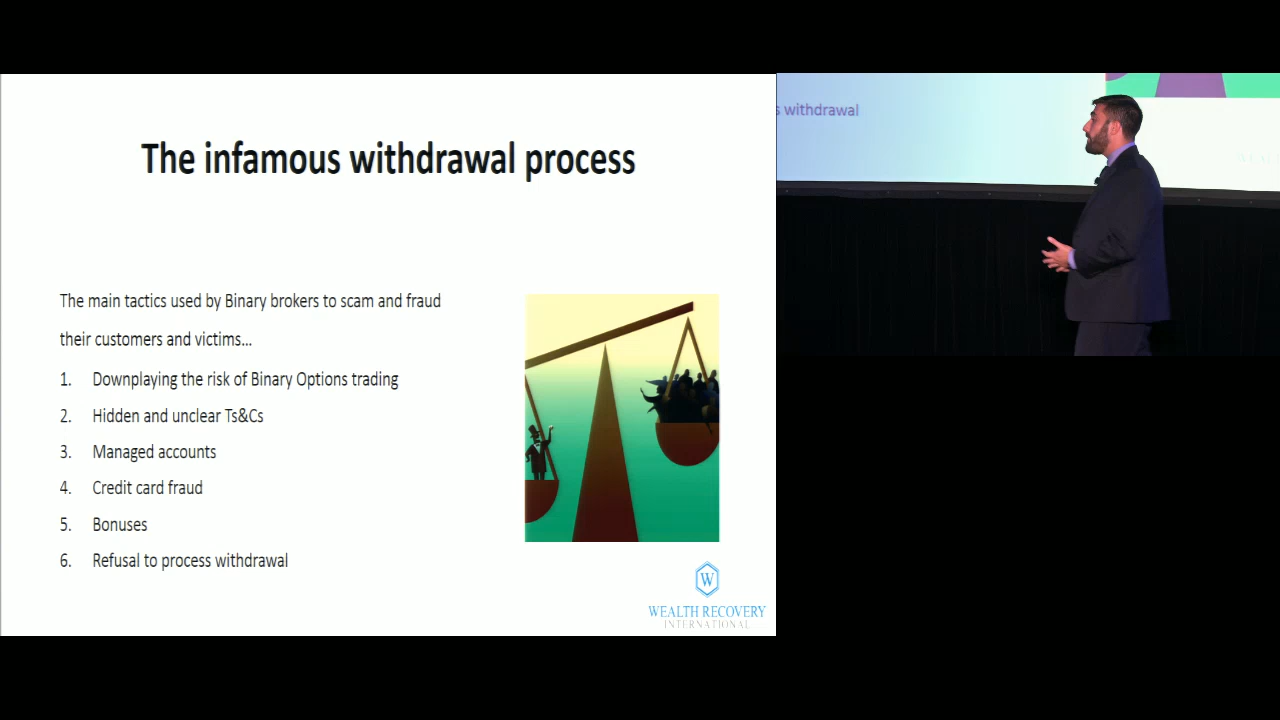 The infamous withdrawal process
The main tactics used by Binary brokers to scam and fraud
their customers and victims...
1. Downplaying the risk of Binary Options trading
2. Hidden and unclear Ts&Cs
3. Managed accounts
4. Credit card fraud
5. Bonuses
6. Refusal to process withdrawal
W
WEALTH RECOVERY
INTERNATIONAL
s withdrawal